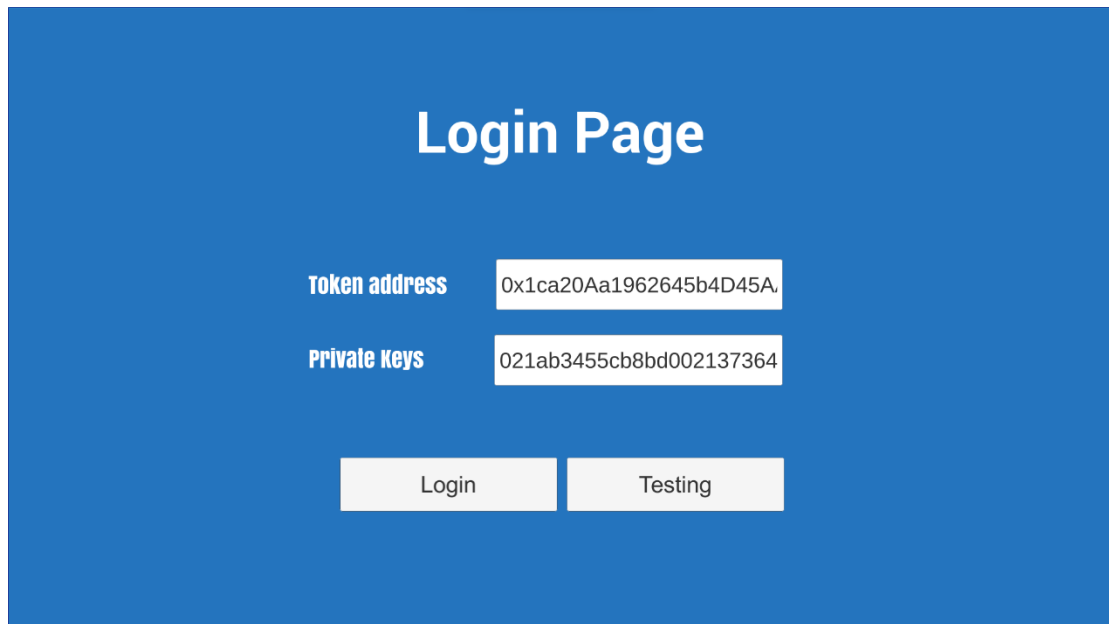 Login Page
Token address
0x1ca20Aa1962645b4D45A
Private Keys
021ab3455cb8bd002137364
Login Testing